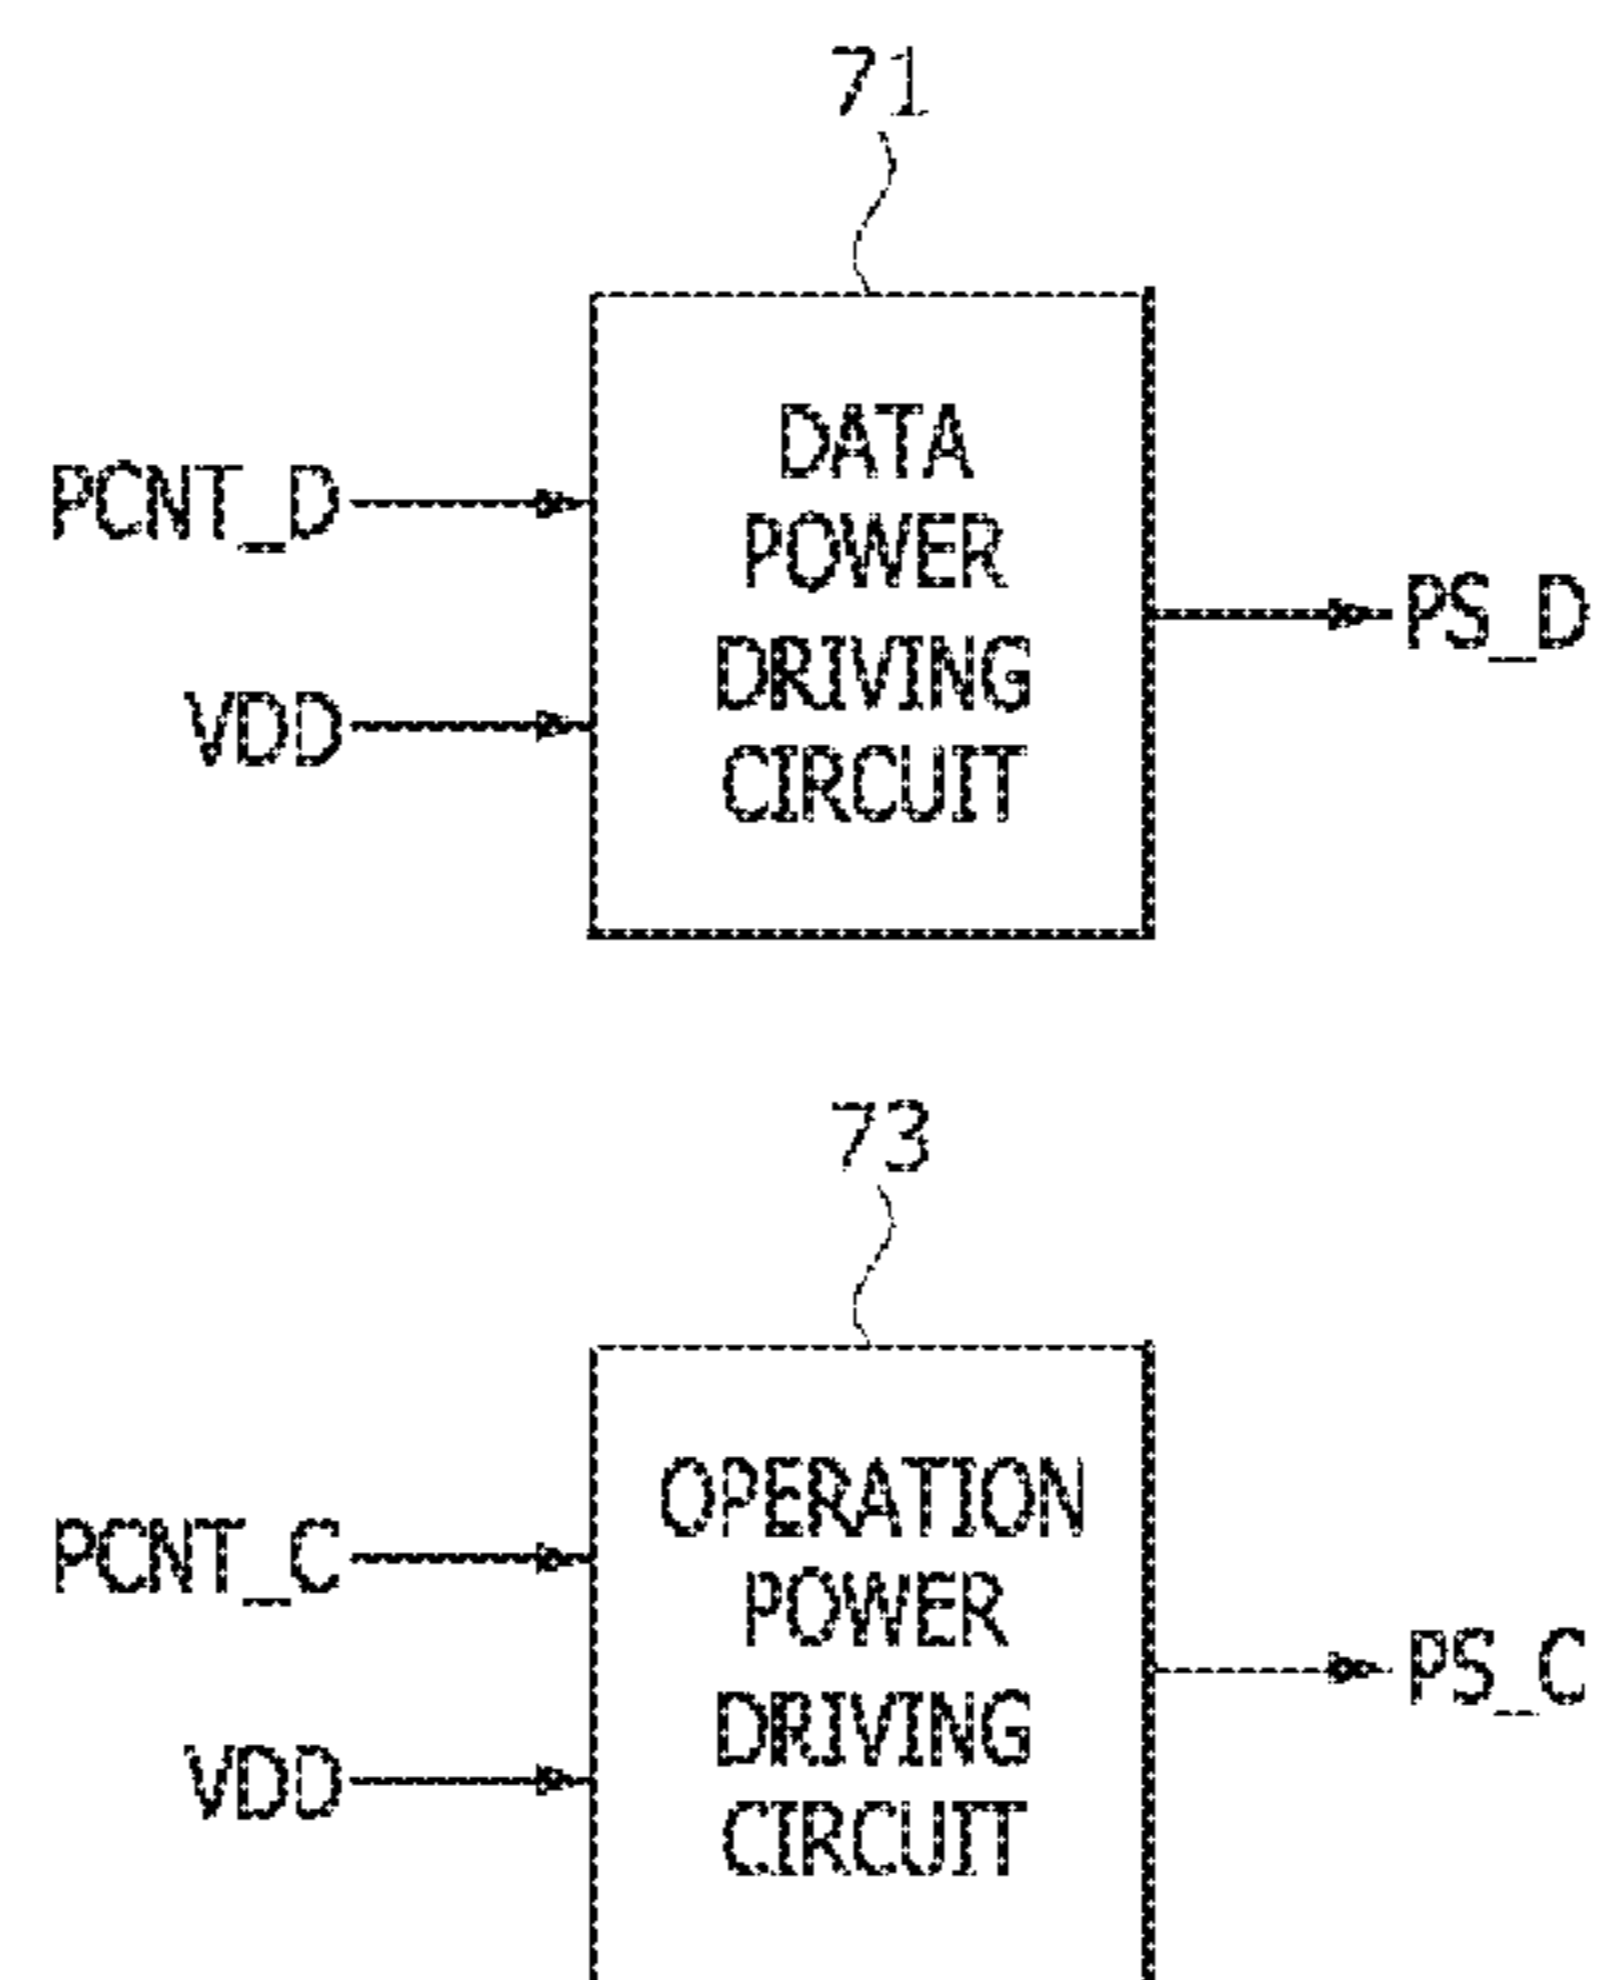 71
DATA
POWER
DRIVING
CIRCUIT
PCNT_D
VDD
PS_D
73
OPERATION
POWER
DRIVING
CIRCUIT
PCNT_C
VDD
PS_C